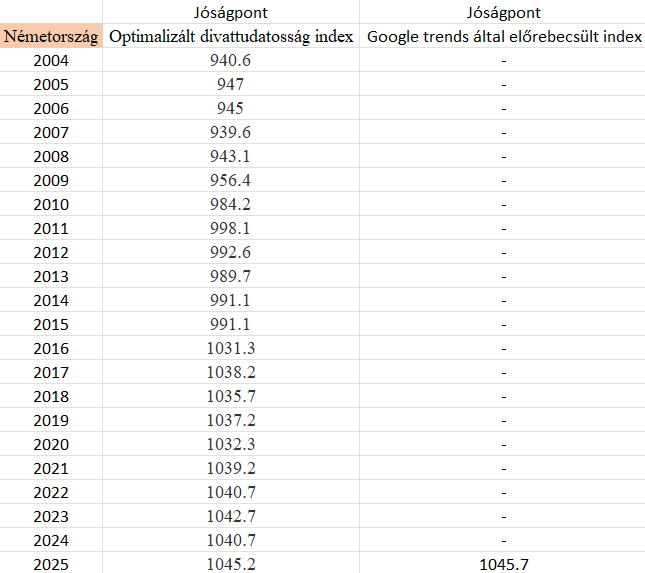 Jóságpont Jóságpont
Németország Optimalizált divattudatosság index Google trends által előrebecsült index
2004 940.6 -
2005 947 -
2006 945 -
2007 939.6 -
2008 943.1 -
2009 956.4 -
2010 984.2 -
2011 998.1 -
2012 992.6 -
2013 989.7 -
2014 991.1 -
2015 991.1 -
2016 1031.3 -
2017 1038.2 -
2018 1035.7 -
2019 1037.2 -
2020 1032.3 -
2021 1039.2 -
2022 1040.7 -
2023 1042.7 -
2024 1040.7 -
2025 1045.2 1045.7